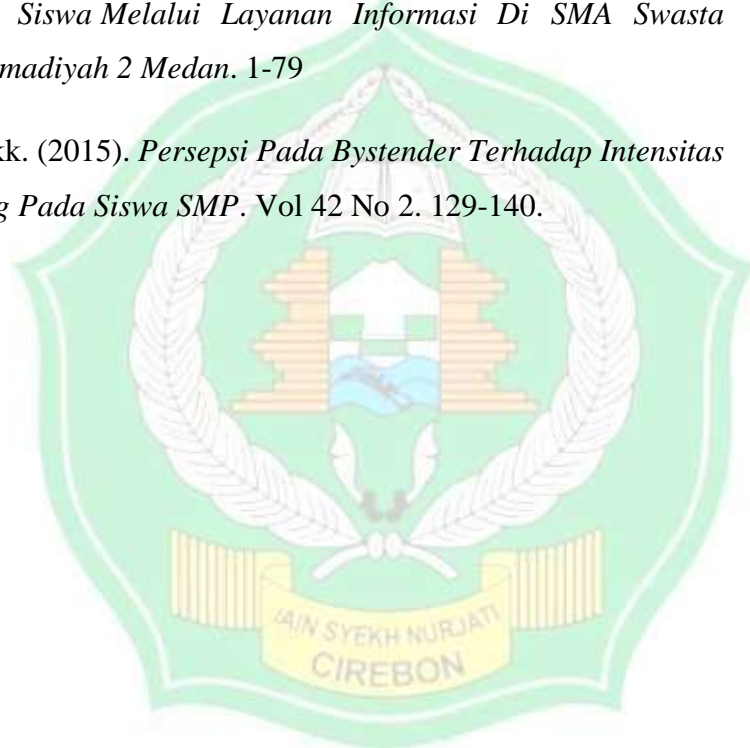 Siswa Melalui Layanan Informasi Di SMA Swasta
madiyah 2 Medan. 1-79
kk. (2015). Persepsi Pada Bystender Terhadap Intensitas
g Pada Siswa SMP. Vol 42 No 2. 129-140.
IAIN SYEKH NURJATI
CIREBON